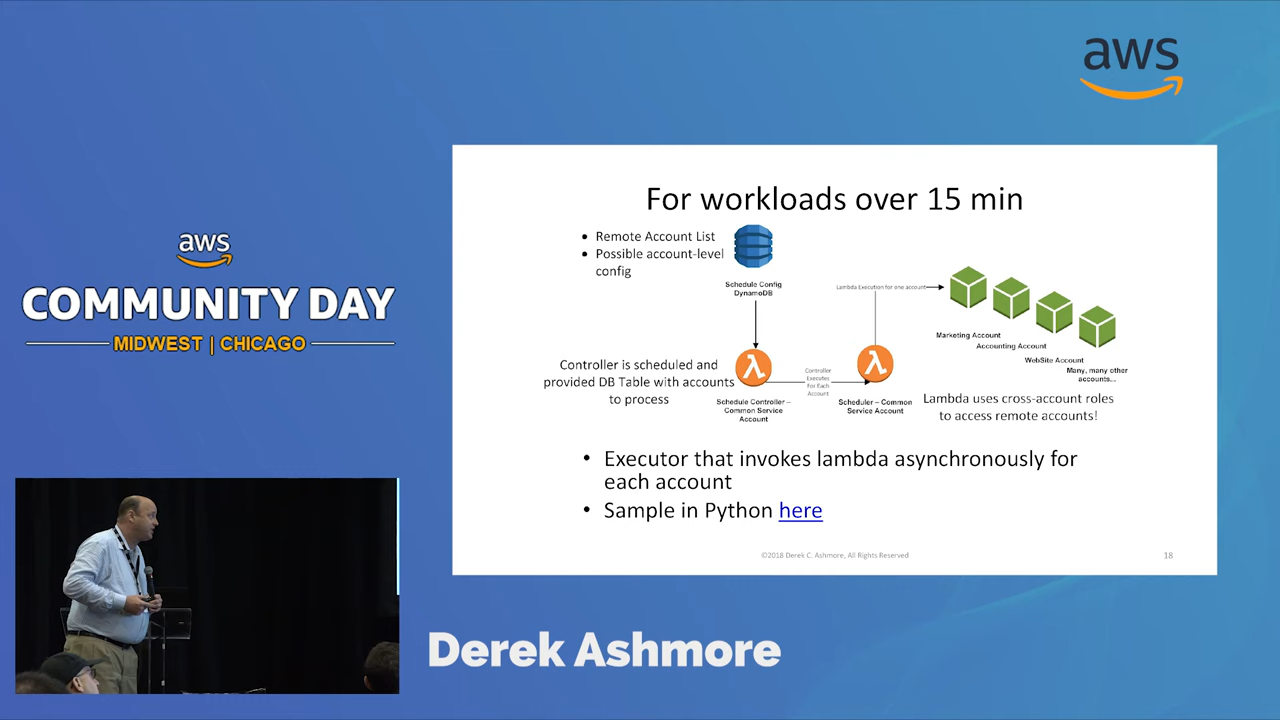 aws
aws
COMMUNITY DAY
MIDWEST | CHICAGO
For workloads over 15 min
• Remote Account List
• Possible account-level
config
Schedule Config
DynamoDB
Lambda Execution for one account
Marketing Account
Accounting Account
WebSite Account
Many, many other
accounts...
Controller is scheduled and
provided DB Table with accounts
to process
λ
Controller
Executes
For Each
Account
λ
Schedule Controller –
Common Service
Account
Scheduler – Common
Service Account
Lambda uses cross-account roles
to access remote accounts!
• Executor that invokes lambda asynchronously for
each account
• Sample in Python here
©2018 Derek C. Ashmore, All Rights Reserved
18
Derek Ashmore